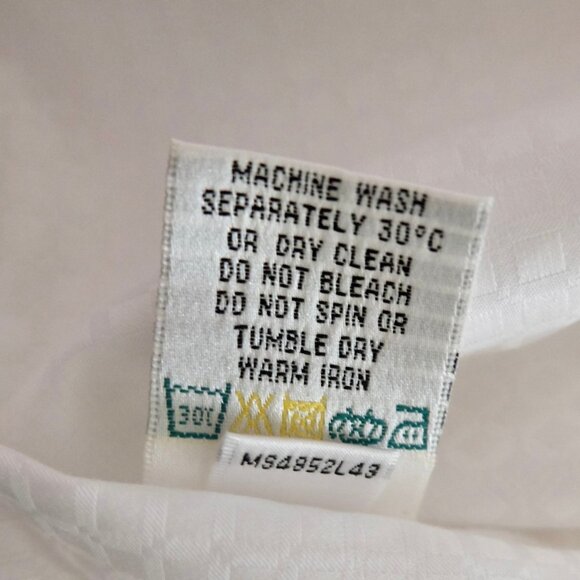 MACHINE WASH
SEPARATELY 30°C
OR DRY CLEAN
DO NOT BLEACH
DO NOT SPIN OR
TUMBLE DRY
WARM IRON
30C
MS4852L43